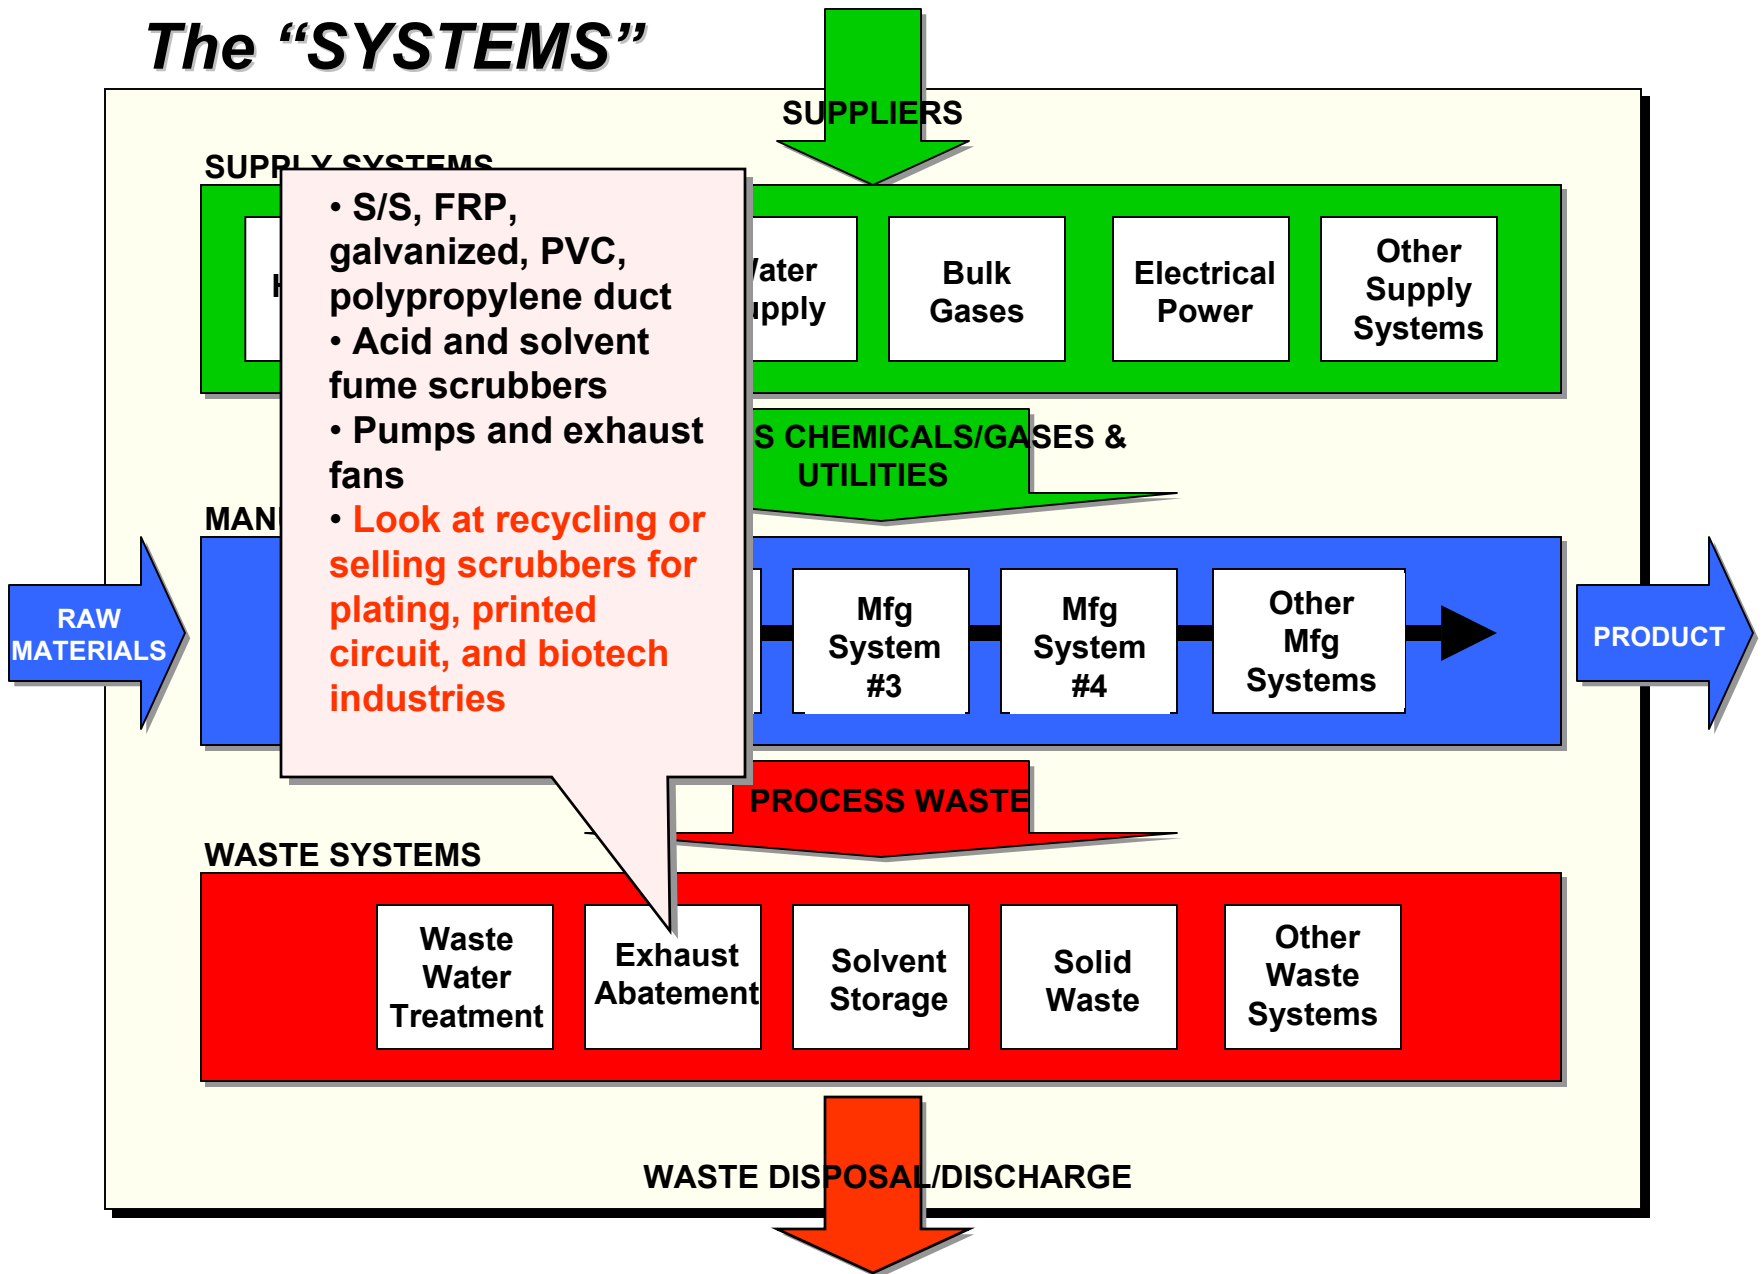 The “SYSTEMS”
SUPPLIERS
SUPPLY SYSTEMS
• S/S, FRP,
galvanized, PVC,
polypropylene duct
• Acid and solvent
fume scrubbers
• Pumps and exhaust
fans
• Look at recycling or
selling scrubbers for
plating, printed
circuit, and biotech
industries
Water
Supply
Bulk
Gases
Electrical
Power
Other
Supply
Systems
CHEMICALS/GASES &
UTILITIES
RAW
MATERIALS
Mfg
System
#3
Mfg
System
#4
Other
Mfg
Systems
PRODUCT
PROCESS WASTE
WASTE SYSTEMS
Waste
Water
Treatment
Exhaust
Abatement
Solvent
Storage
Solid
Waste
Other
Waste
Systems
WASTE DISPOSAL/DISCHARGE